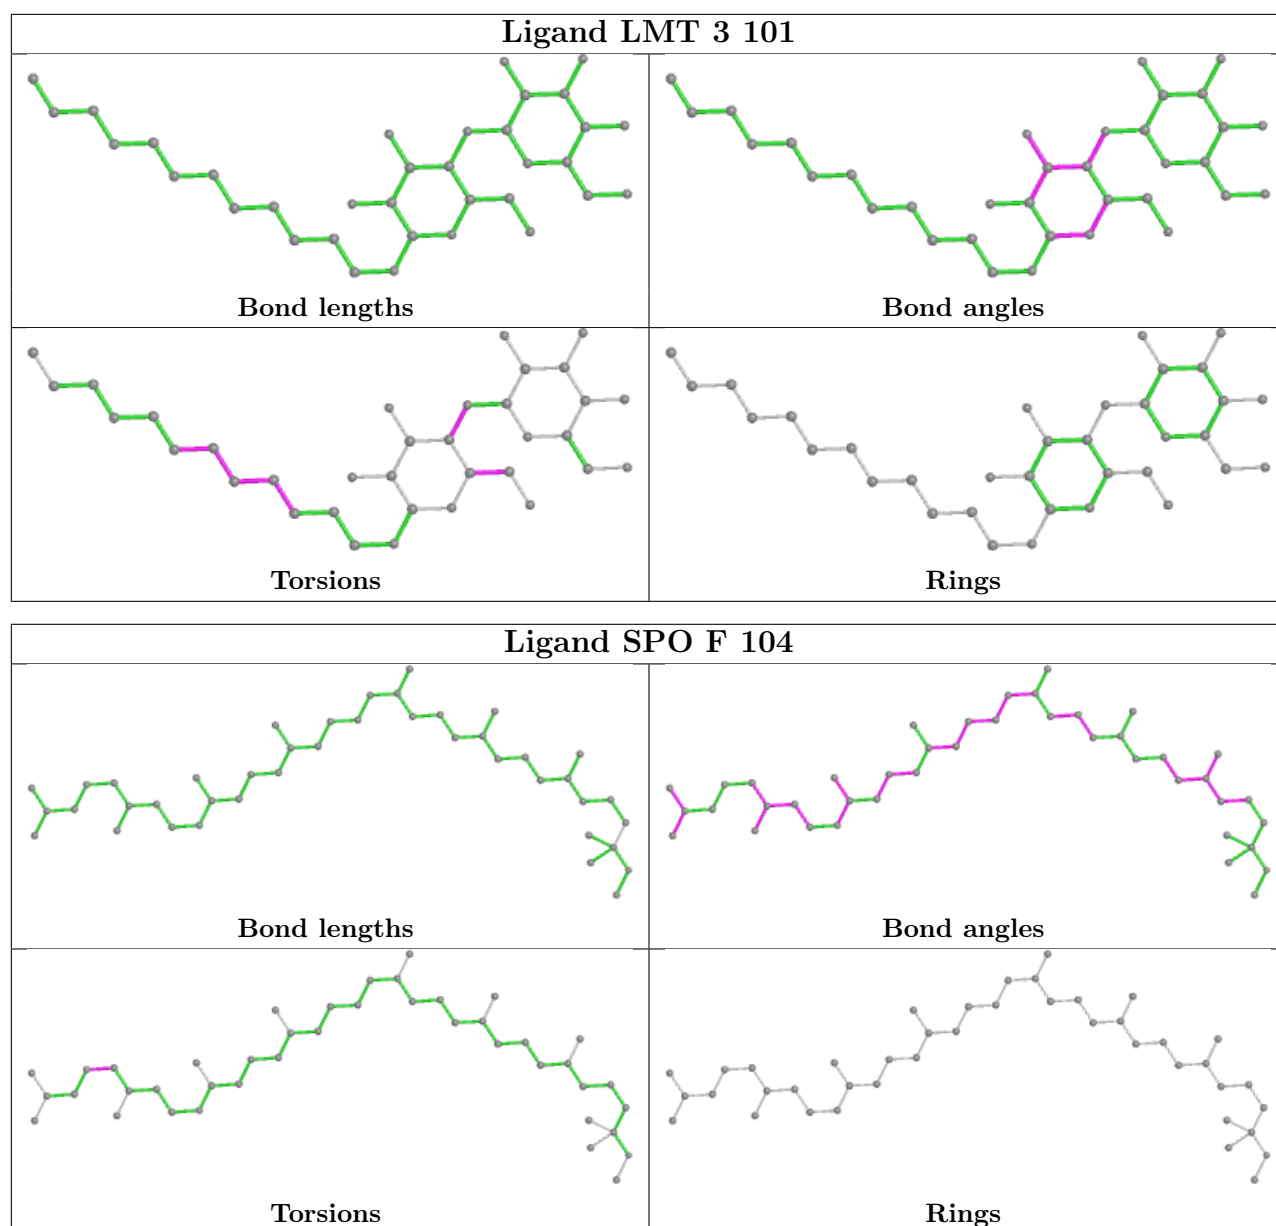 Ligand LMT 3 101
Bond lengths
Bond angles
Torsions
Rings
Ligand SPO F 104
Bond lengths
Bond angles
Torsions
Rings